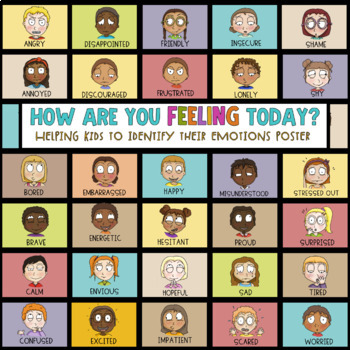 ANGRY DISAPPOINTED FRIENDLY INSECURE SHAME
ANNOYED DISCOURAGED FRUSTRATED LONELY SHY
HOW ARE YOU FEELING TODAY?
HELPING KIDS TO IDENTIFY THEIR EMOTIONS POSTER
BORED EMBARRASSED HAPPY MISUNDERSTOOD STRESSED OUT
BRAVE ENERGETIC HESITANT PROUD SURPRISED
CALM ENVIOUS HOPEFUL SAD TIRED
CONFUSED EXCITED IMPATIENT SCARED WORRIED